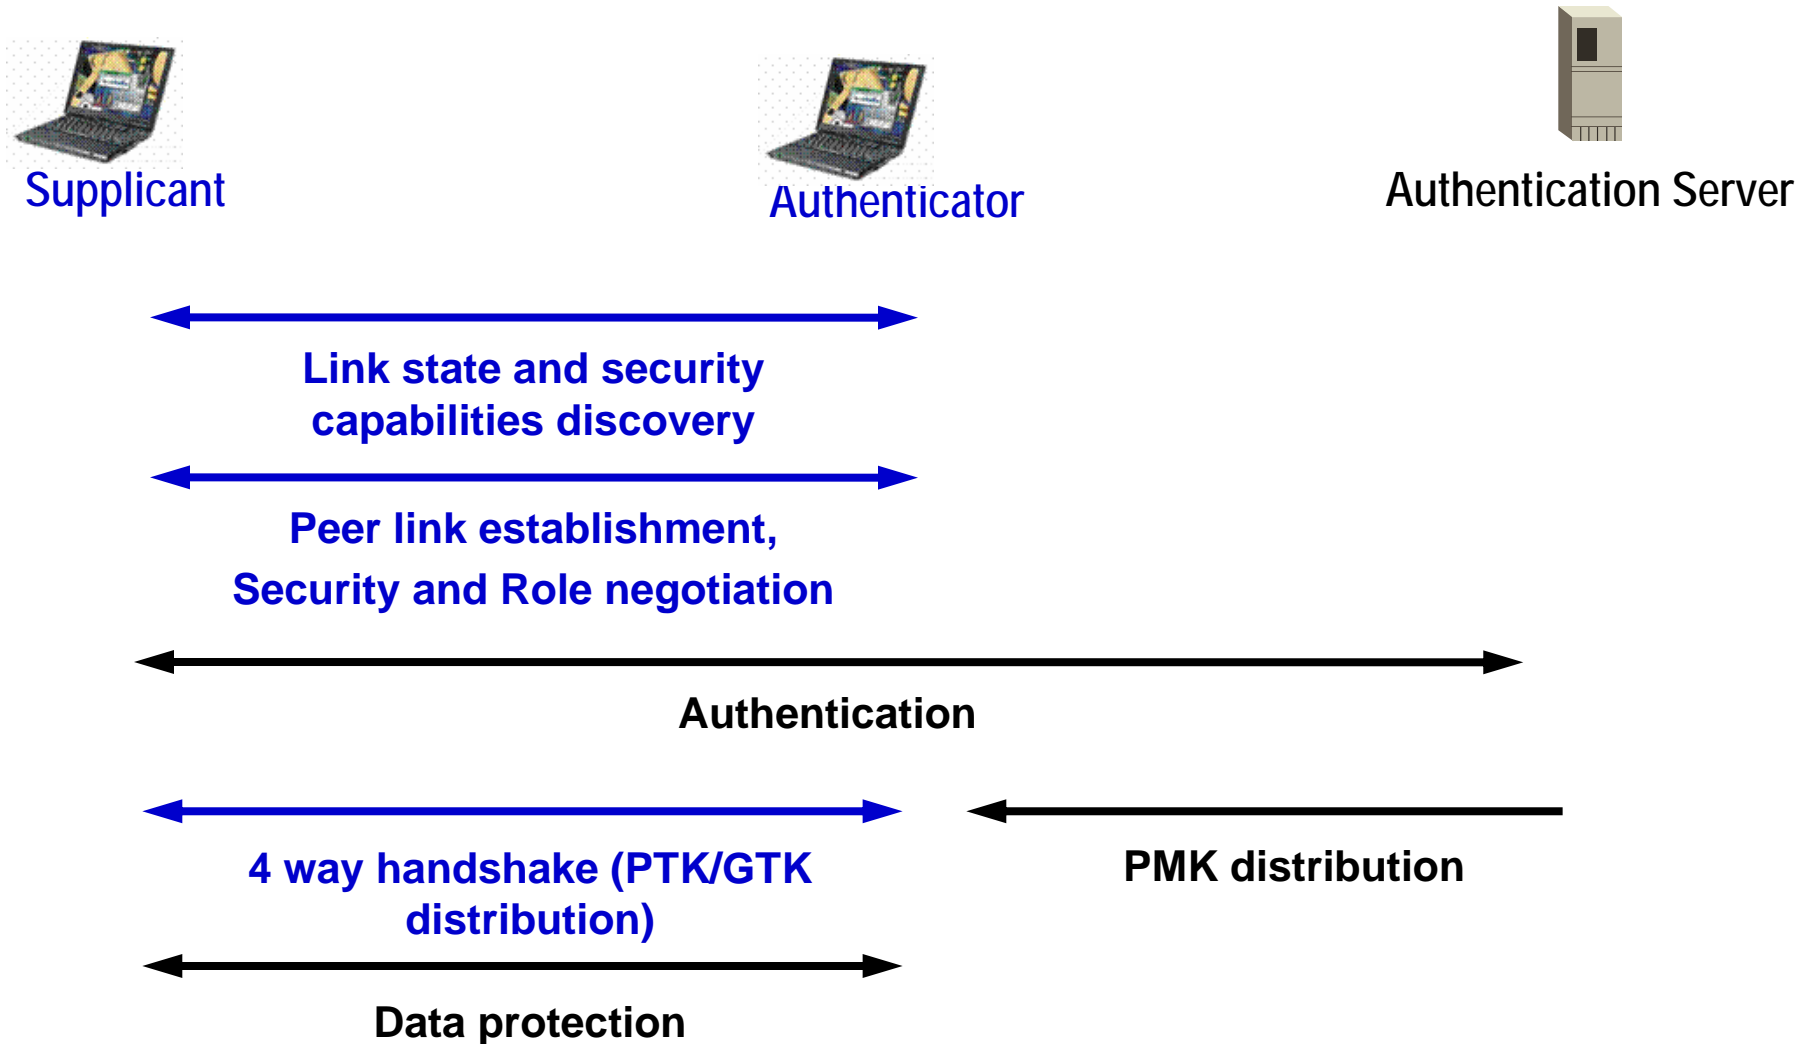 Supplicant
Authenticator
Authentication Server
Link state and security
capabilities discovery
Peer link establishment,
Security and Role negotiation
Authentication
4 way handshake (PTK/GTK
distribution)
PMK distribution
Data protection